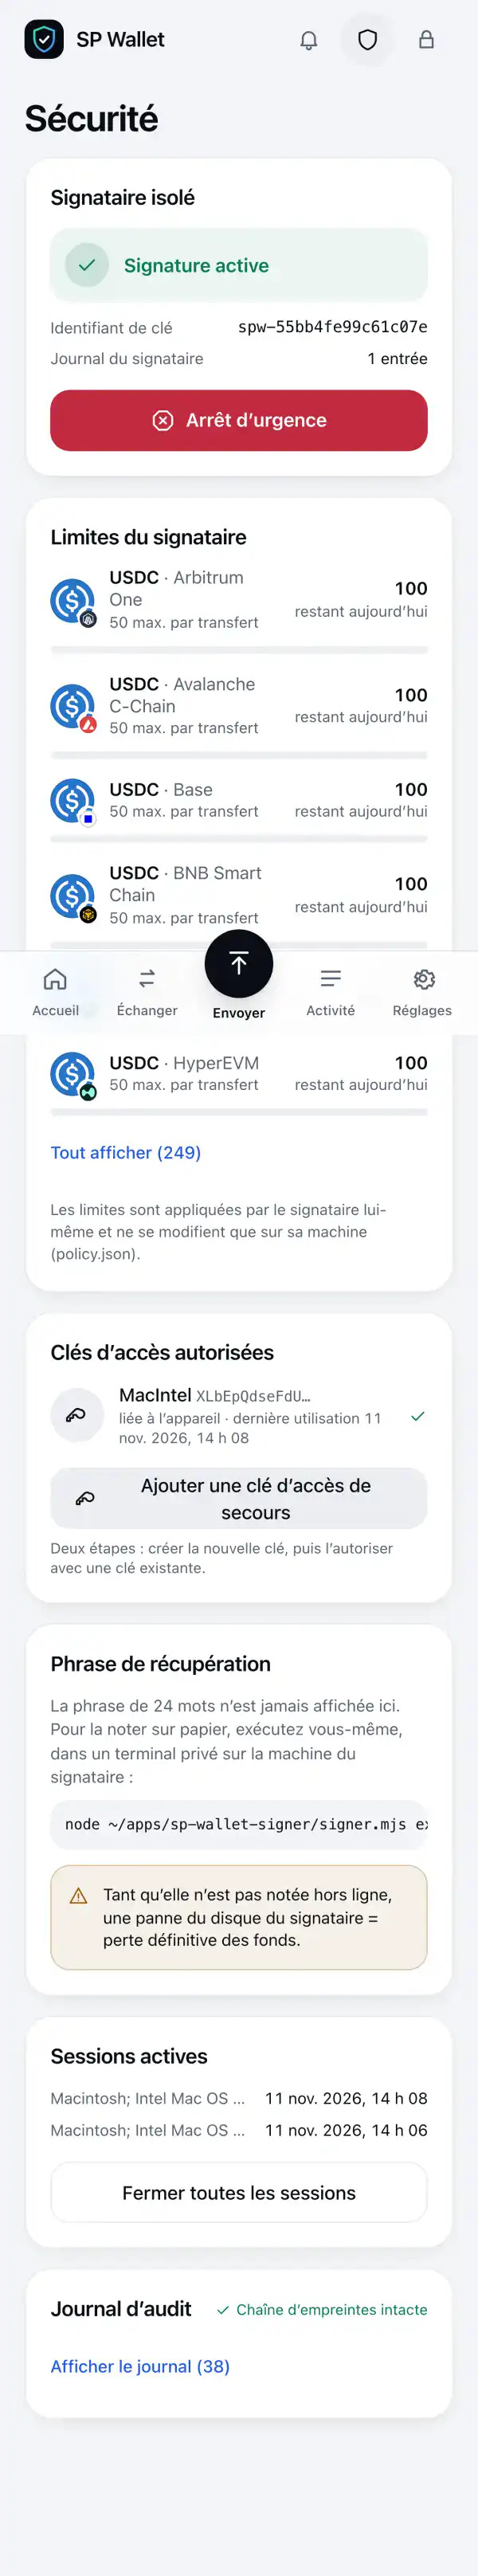 SP Wallet
Sécurité
Signataire isolé
Signature active
Identifiant de clé spw-55bb4fe99c61c07e
Journal du signataire 1 entrée
Arrêt d’urgence
Limites du signataire
USDC · Arbitrum One
50 max. par transfert
100
restant aujourd’hui
USDC · Avalanche C-Chain
50 max. par transfert
100
restant aujourd’hui
USDC · Base
50 max. par transfert
100
restant aujourd’hui
USDC · BNB Smart Chain
50 max. par transfert
100
restant aujourd’hui
Accueil
Échanger
Envoyer
Activité
Réglages
USDC · HyperEVM
50 max. par transfert
100
restant aujourd’hui
Tout afficher (249)
Les limites sont appliquées par le signataire lui-
même et ne se modifient que sur sa machine
(policy.json).
Clés d’accès autorisées
MacIntel XLbEpQdseFdU…
liée à l’appareil · dernière utilisation 11
nov. 2026, 14 h 08
Ajouter une clé d’accès de
secours
Deux étapes : créer la nouvelle clé, puis l’autoriser
avec une clé existante.
Phrase de récupération
La phrase de 24 mots n’est jamais affichée ici.
Pour la noter sur papier, exécutez vous-même,
dans un terminal privé sur la machine du
signataire :
node ~/apps/sp-wallet-signer/signer.mjs ex
Tant qu’elle n’est pas notée hors ligne,
une panne du disque du signataire =
perte définitive des fonds.
Sessions actives
Macintosh; Intel Mac OS ... 11 nov. 2026, 14 h 08
Macintosh; Intel Mac OS ... 11 nov. 2026, 14 h 06
Fermer toutes les sessions
Journal d’audit
Chaîne d’empreintes intacte
Afficher le journal (38)